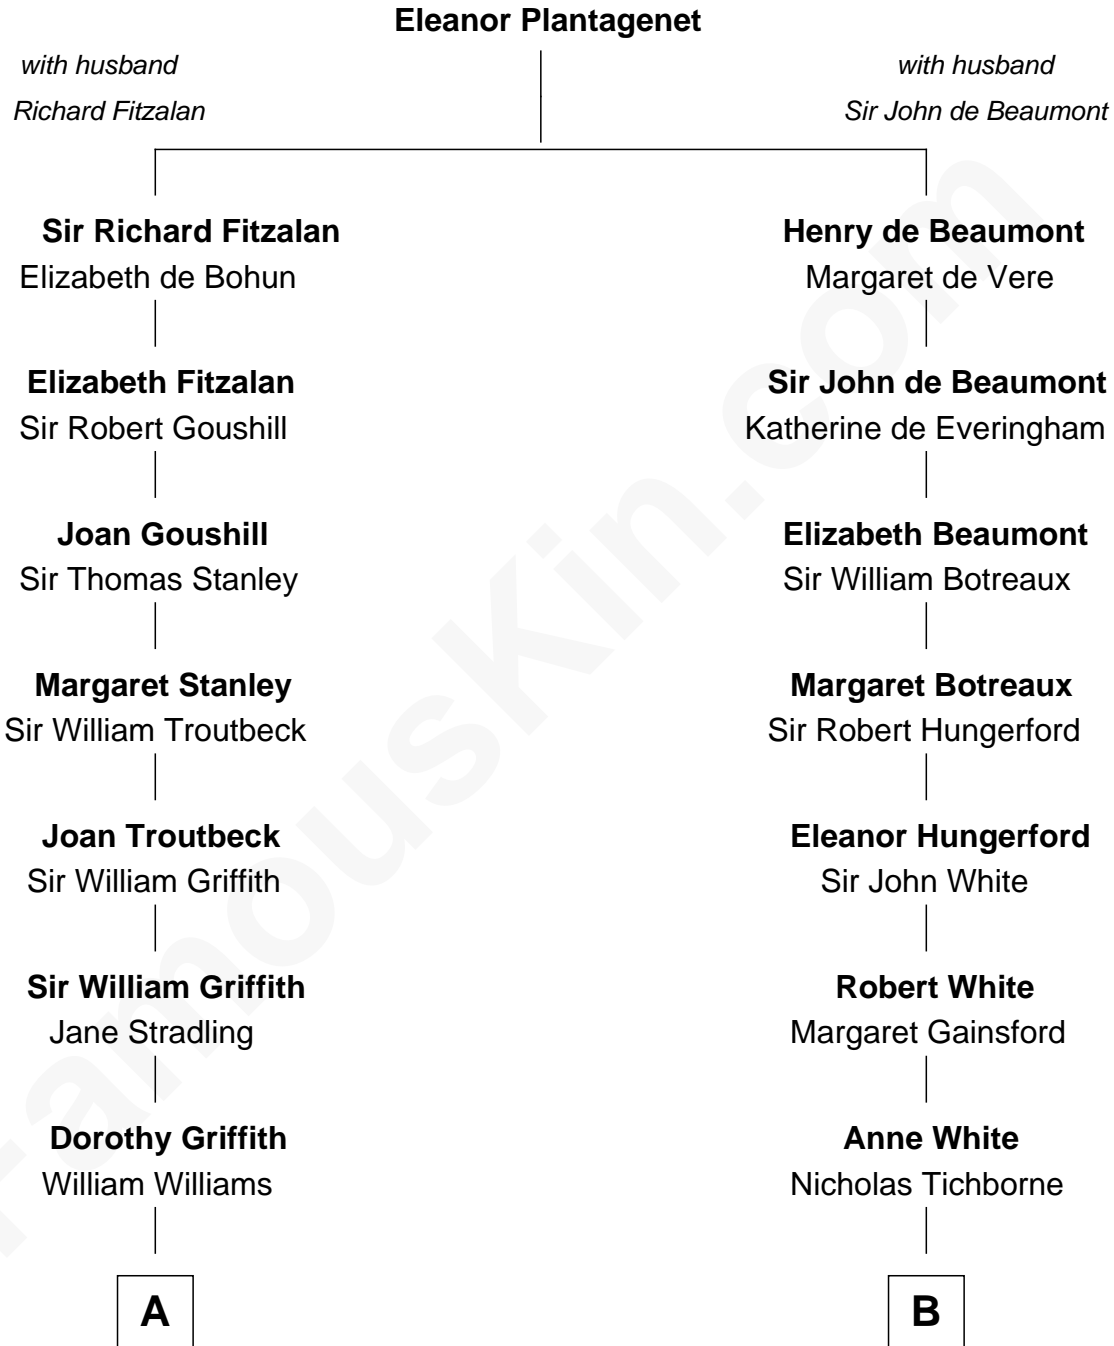 Eleanor Plantagenet
with husband
Richard Fitzalan
with husband
Sir John de Beaumont
Sir Richard Fitzalan
Elizabeth de Bohun
Henry de Beaumont
Margaret de Vere
Elizabeth Fitzalan
Sir Robert Goushill
Sir John de Beaumont
Katherine de Everingham
Joan Goushill
Sir Thomas Stanley
Elizabeth Beaumont
Sir William Botreaux
Margaret Stanley
Sir William Troutbeck
Margaret Botreaux
Sir Robert Hungerford
Joan Troutbeck
Sir William Griffith
Eleanor Hungerford
Sir John White
Sir William Griffith
Jane Stradling
Robert White
Margaret Gainsford
Dorothy Griffith
William Williams
Anne White
Nicholas Tichborne
A
B
FamousKin.com